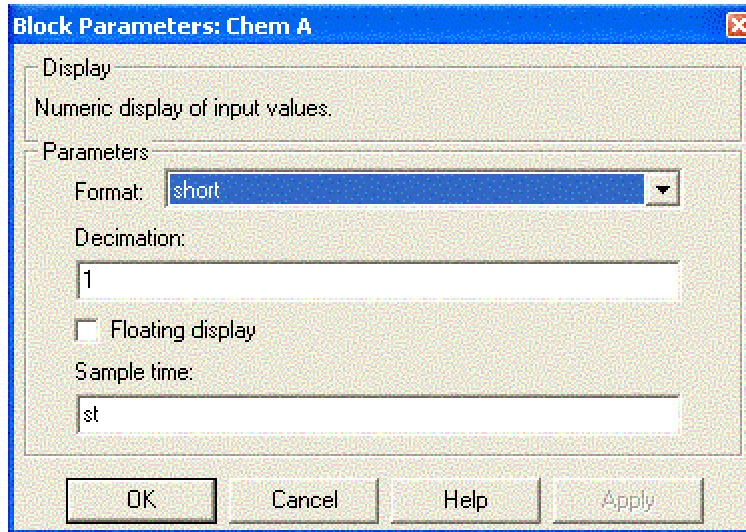 Block Parameters: Chem A
Display
Numeric display of input values.
Parameters
Format: short
Decimation:
1
Floating display
Sample time:
st
OK Cancel Help Apply